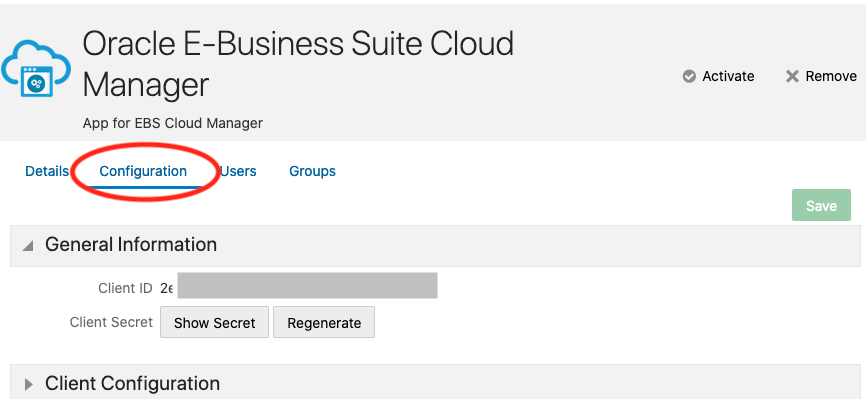 Oracle E-Business Suite Cloud
Manager
Activate
Remove
App for EBS Cloud Manager
Details
Configuration
Users
Groups
Save
General Information
Client ID 2e
Client Secret Show Secret Regenerate
Client Configuration